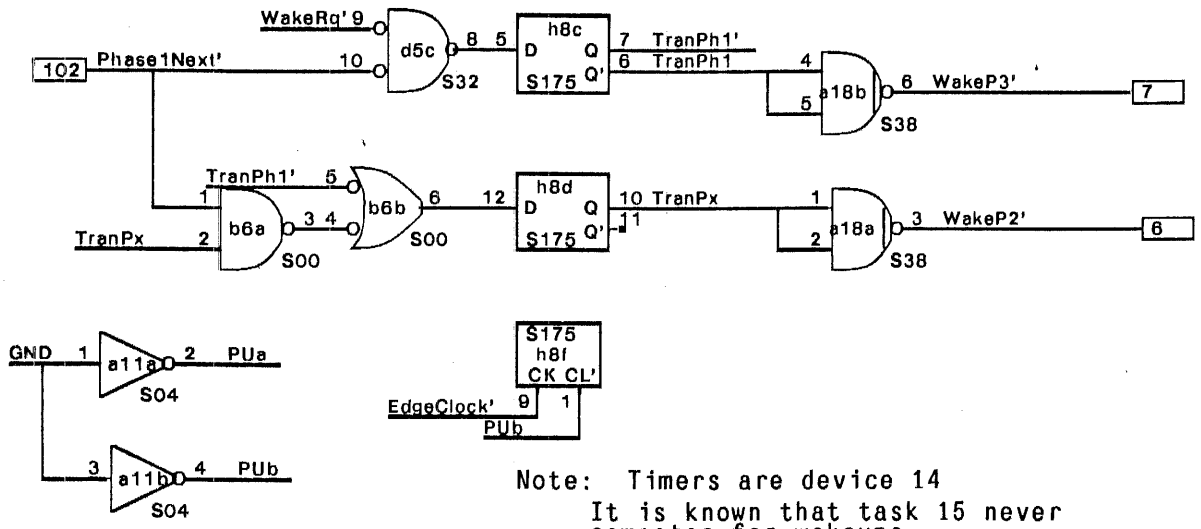 WakeRq' 9
d5c
8 5
h8c
D Q
Q'
S175
7 TranPh1'
6 TranPh1
102
Phase1Next'
10
S32
4
5
a18b
6 WakeP3'
7
S38
TranPh1' 5
1
b6a
3 4
b6b
6
12
h8d
D Q
Q'
S175
10 TranPx
11
1
2
a18a
3 WakeP2'
6
TranPx 2
S00
S00
S38
GND 1
a11a
2 PUa
S04
S175
h8f
CK CL'
EdgeClock' 9
1
PUb
3
a11b
4 PUb
S04
Note: Timers are device 14
It is known that task 15 never